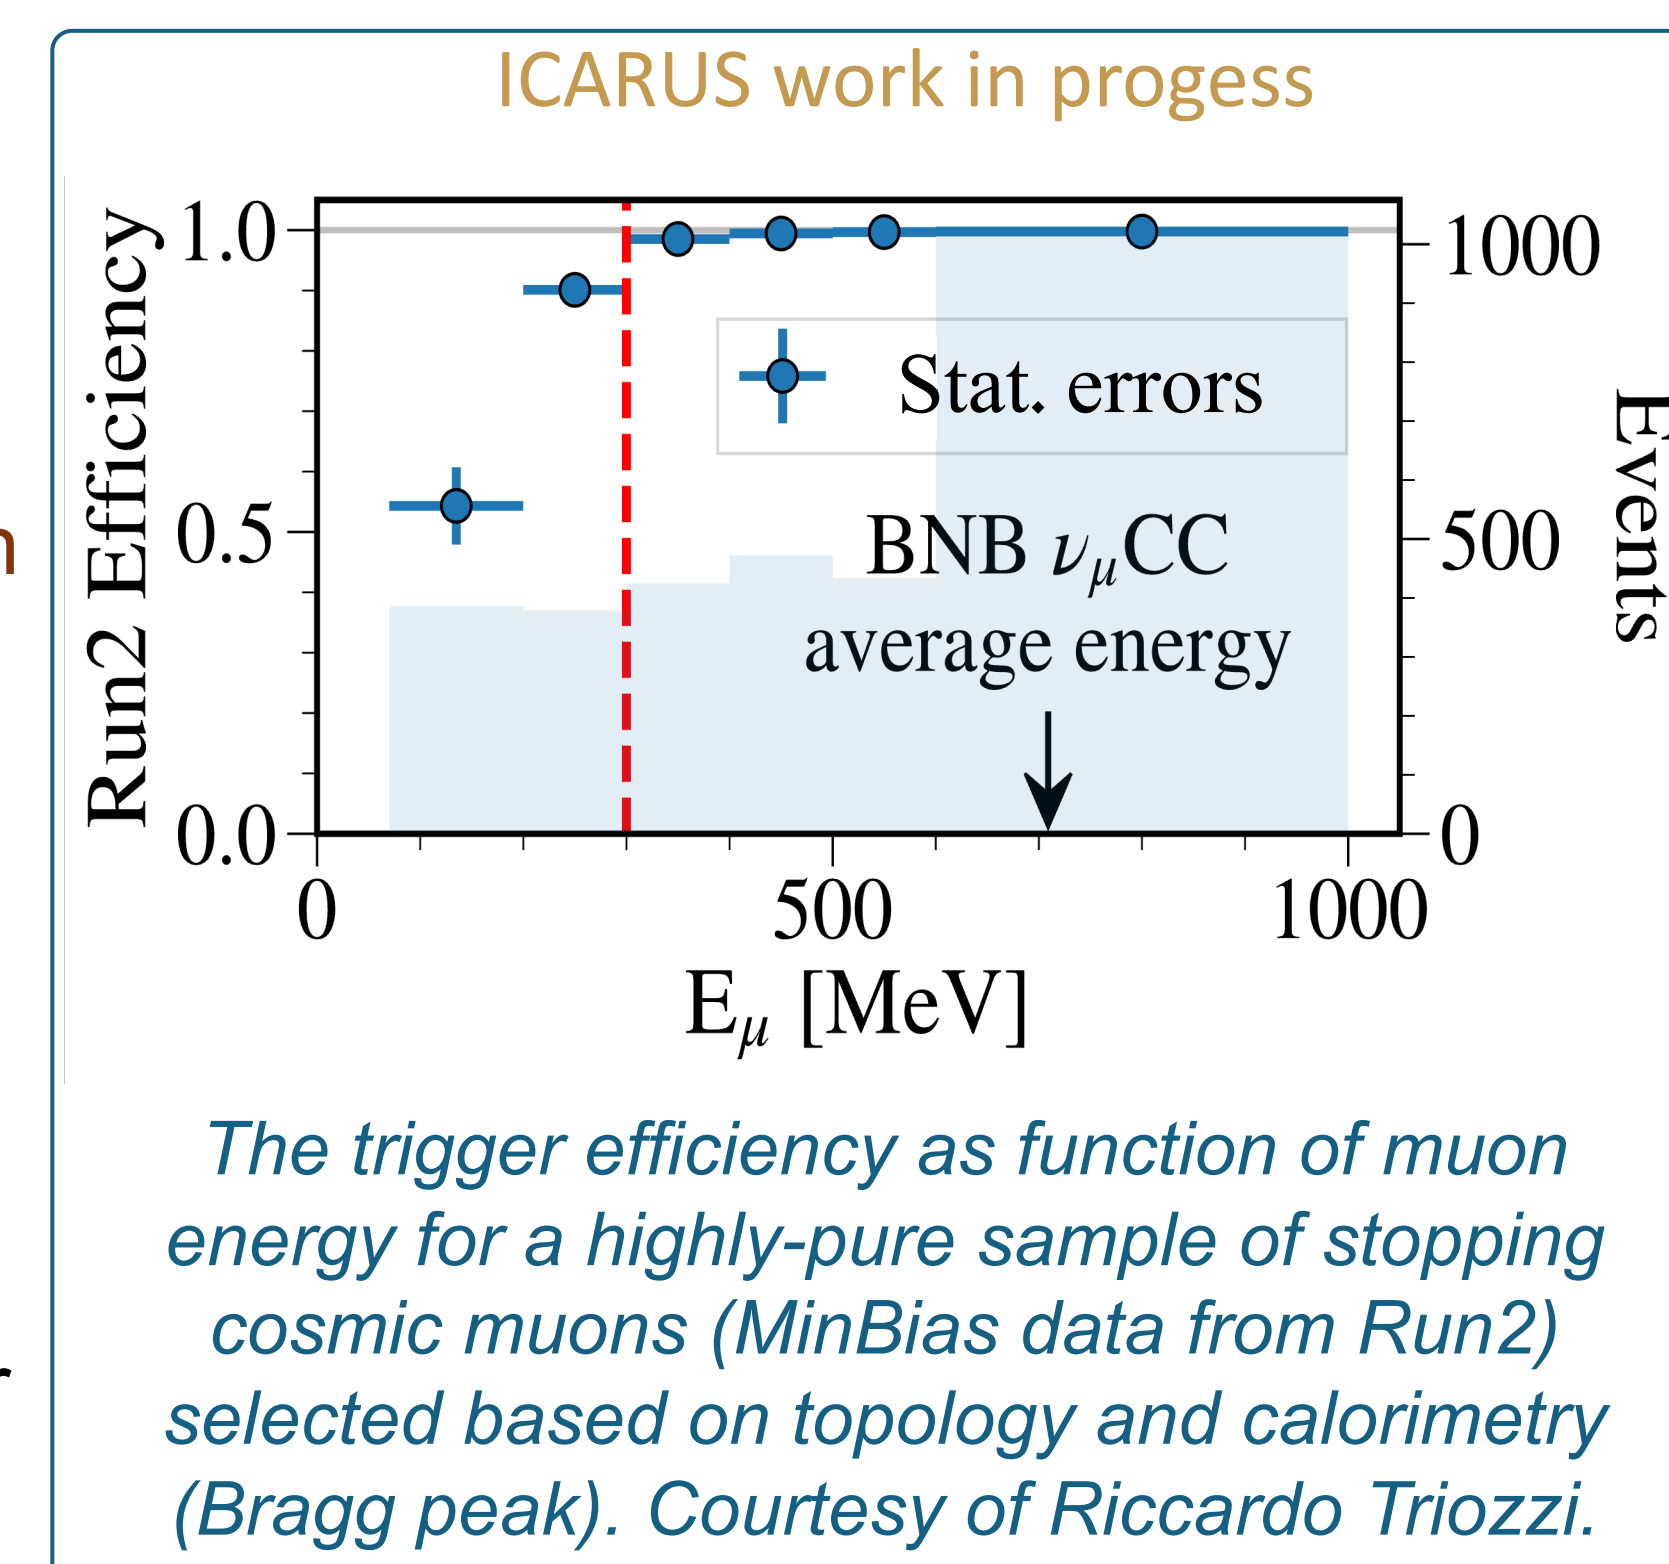 ICARUS work in progess
Run2 Efficiency
1.0
0.5
0.0
1000
500
0
Events
Stat. errors
BNB νμCC
average energy
0 500 1000
Eμ [MeV]
The trigger efficiency as function of muon
energy for a highly-pure sample of stopping
cosmic muons (MinBias data from Run2)
selected based on topology and calorimetry
(Bragg peak). Courtesy of Riccardo Triozzi.